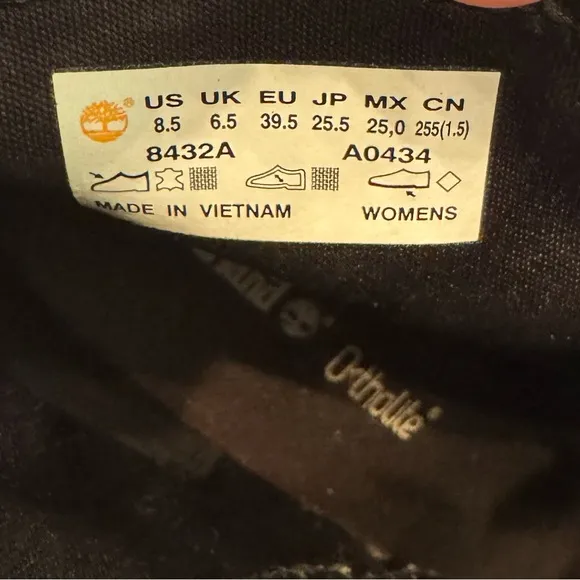 ® US UK EU JP MX CN
8.5 6.5 39.5 25.5 25,0 255(1.5)
8432A A0434
MADE IN VIETNAM WOMENS
Ortholite®